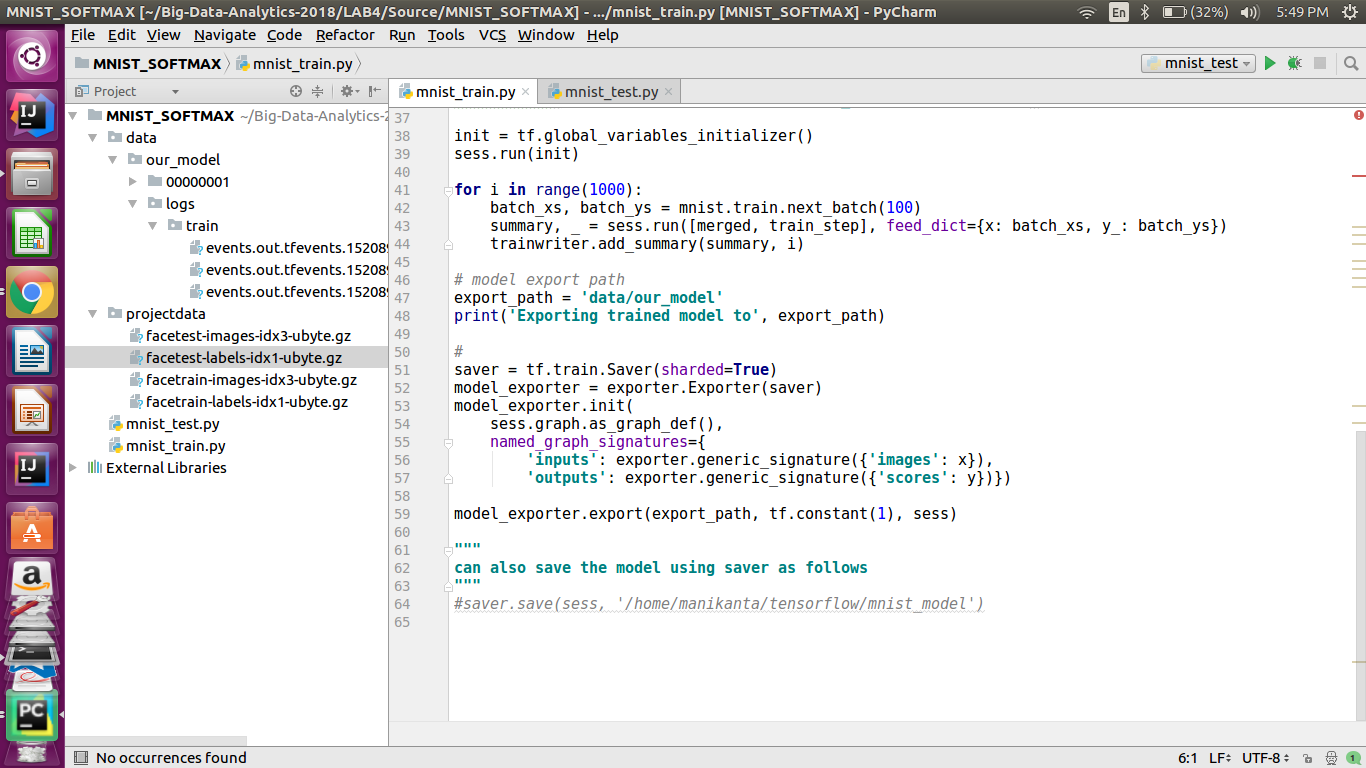 MNIST_SOFTMAX [~/Big-Data-Analytics-2018/LAB4/Source/MNIST_SOFTMAX] - .../mnist_train.py [MNIST_SOFTMAX] - PyCharm En (32%) 5:49 PM
File Edit View Navigate Code Refactor Run Tools VCS Window Help
MNIST_SOFTMAX mnist_train.py mnist_test
Project
mnist_train.py mnist_test.py
MNIST_SOFTMAX ~/Big-Data-Analytics-2
data
our_model
00000001
logs
train
events.out.tfevents.152089
events.out.tfevents.152089
events.out.tfevents.152089
projectdata
facetest-images-idx3-ubyte.gz
facetest-labels-idx1-ubyte.gz
facetrain-images-idx3-ubyte.gz
facetrain-labels-idx1-ubyte.gz
mnist_test.py
mnist_train.py
External Libraries
37
38 init = tf.global_variables_initializer()
39 sess.run(init)
40
41 for i in range(1000):
42 batch_xs, batch_ys = mnist.train.next_batch(100)
43 summary, _ = sess.run([merged, train_step], feed_dict={x: batch_xs, y_: batch_ys})
44 trainwriter.add_summary(summary, i)
45
46 # model export path
47 export_path = 'data/our_model'
48 print('Exporting trained model to', export_path)
49
50 #
51 saver = tf.train.Saver(sharded=True)
52 model_exporter = exporter.Exporter(saver)
53 model_exporter.init(
54 sess.graph.as_graph_def(),
55 named_graph_signatures={
56 'inputs': exporter.generic_signature({'images': x}),
57 'outputs': exporter.generic_signature({'scores': y})})
58
59 model_exporter.export(export_path, tf.constant(1), sess)
60
61 """
62 can also save the model using saver as follows
63 """
64 #saver.save(sess, '/home/manikanta/tensorflow/mnist_model')
65
IJ
IJ
a
PC
No occurrences found 6:1 LF UTF-8 1